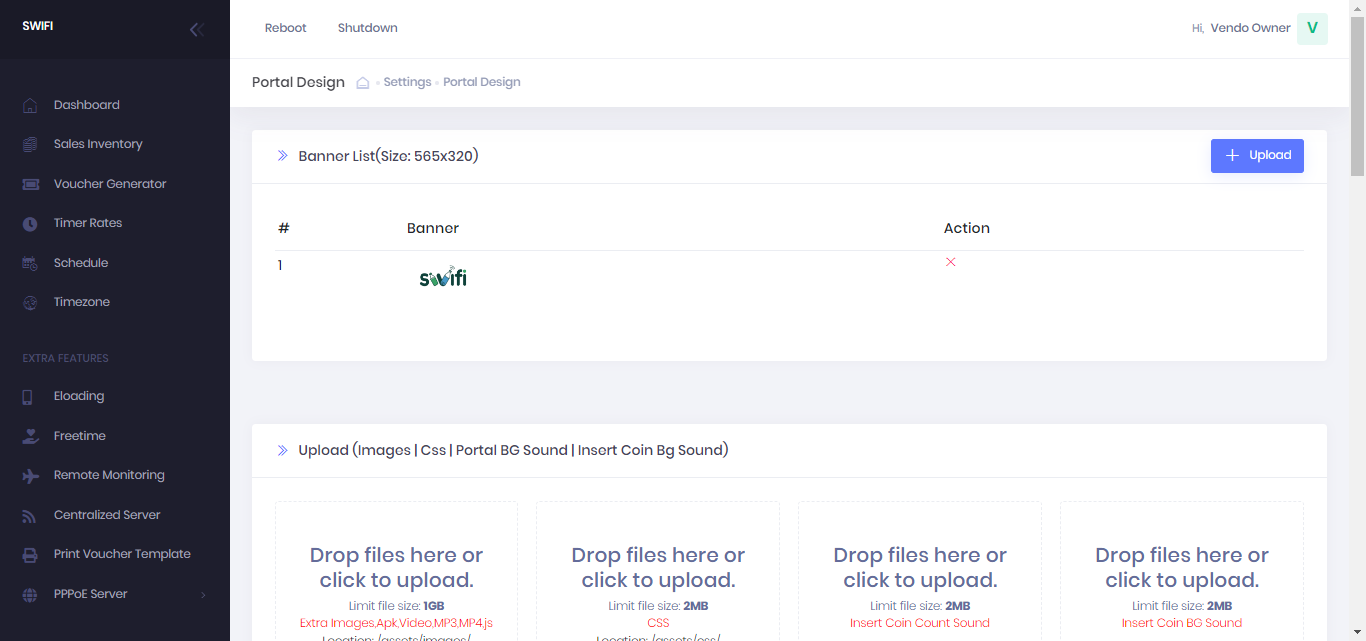 SWIFI
Reboot Shutdown
Hi, Vendo Owner V
Portal Design Settings Portal Design
Dashboard
Sales Inventory
Voucher Generator
Timer Rates
Schedule
Timezone
EXTRA FEATURES
Eloading
Freetime
Remote Monitoring
Centralized Server
Print Voucher Template
PPPoE Server
Banner List(Size: 565x320)
Upload
# Banner Action
1 swifi
Upload (Images | Css | Portal BG Sound | Insert Coin Bg Sound)
Drop files here or
click to upload.
Limit file size: 1GB
Extra Images,Apk,Video,MP3,MP4,js
Location: /assets/images/
Drop files here or
click to upload.
Limit file size: 2MB
CSS
Location: /assets/css/
Drop files here or
click to upload.
Limit file size: 2MB
Insert Coin Count Sound
Drop files here or
click to upload.
Limit file size: 2MB
Insert Coin BG Sound